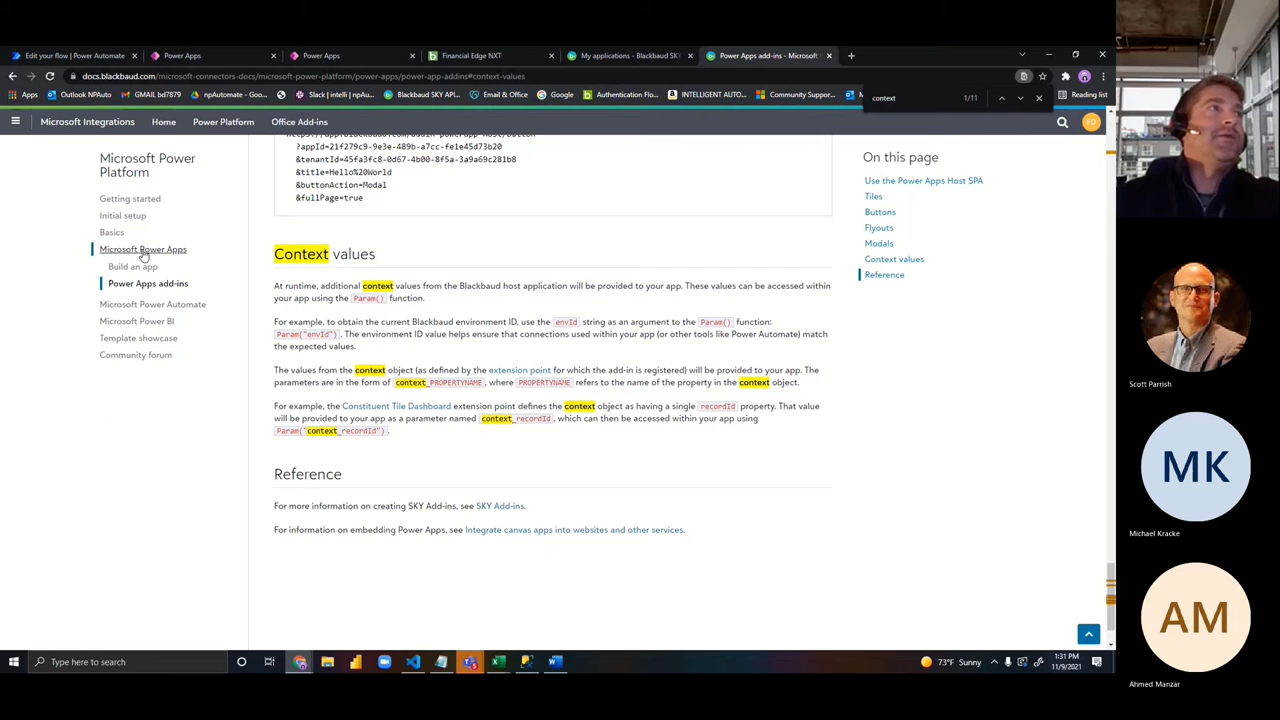 Edit your flow | Power Automate
Power Apps
Power Apps
Financial Edge NXT
My applications - Blackbaud SKY
Power Apps add-ins - Microsoft
docs.blackbaud.com/microsoft-connectors-docs/microsoft-power-platform/power-apps/power-app-addins#context-values
Apps
Outlook NPAuto
GMAIL bd7879
npAutomate - Goo
Slack | intelli | npAu
Blackbaud SKY API
Email & Office
INTELLIGENT AUTO
Community Support
Reading list
context
1/11
Microsoft Integrations
Home
Power Platform
Office Add-ins
FD
Microsoft Power
Platform
Getting started
Initial setup
Basics
Microsoft Power Apps
Build an app
Power Apps add-ins
Microsoft Power Automate
Microsoft Power BI
Template showcase
Community forum
https://app.blackbaud.com/addin-powerapp-host/button
?appId=21f279c9-9e3e-489b-a7cc-fe1e45d73b20
&tenantId=45fa3fc8-0d67-4b00-8f5a-3a9a69c281b8
&title=Hello%20World
&buttonAction=Modal
&fullPage=true
Context values
At runtime, additional context values from the Blackbaud host application will be provided to your app. These values can be accessed within
your app using the Param() function.
For example, to obtain the current Blackbaud environment ID, use the envId string as an argument to the Param() function:
Param("envId"). The environment ID value helps ensure that connections used within your app (or other tools like Power Automate) match
the expected values.
The values from the context object (as defined by the extension point for which the add-in is registered) will be provided to your app. The
parameters are in the form of context_PROPERTYNAME, where PROPERTYNAME refers to the name of the property in the context object.
For example, the Constituent Tile Dashboard extension point defines the context object as having a single recordId property. That value
will be provided to your app as a parameter named context_recordId, which can then be accessed within your app using
Param("context_recordId").
Reference
For more information on creating SKY Add-ins, see SKY Add-ins.
For information on embedding Power Apps, see Integrate canvas apps into websites and other services.
On this page
Use the Power Apps Host SPA
Tiles
Buttons
Flyouts
Modals
Context values
Reference
Scott Parrish
MK
Michael Kracke
AM
Ahmed Manzar
Type here to search
73°F Sunny
1:31 PM
11/9/2021